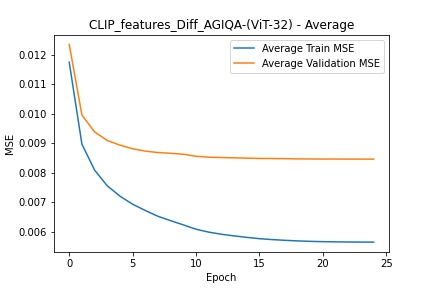 CLIP_features_Diff_AGIQA-(ViT-32) - Average
Average Train MSE
Average Validation MSE
MSE
0.012
0.011
0.010
0.009
0.008
0.007
0.006
0 5 10 15 20 25
Epoch